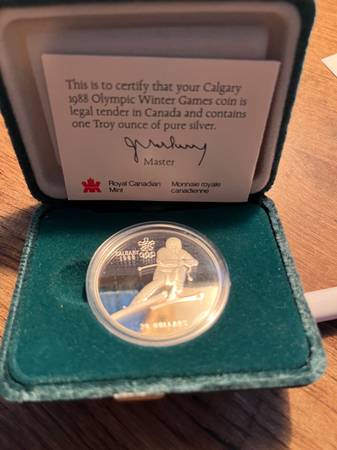 This is to certify that your Calgary
1988 Olympic Winter Games coin is
legal tender in Canada and contains
one Troy ounce of pure silver.
Master
Royal Canadian Monnaie royale
Mint canadienne
CALGARY
1988
20 DOLLARS